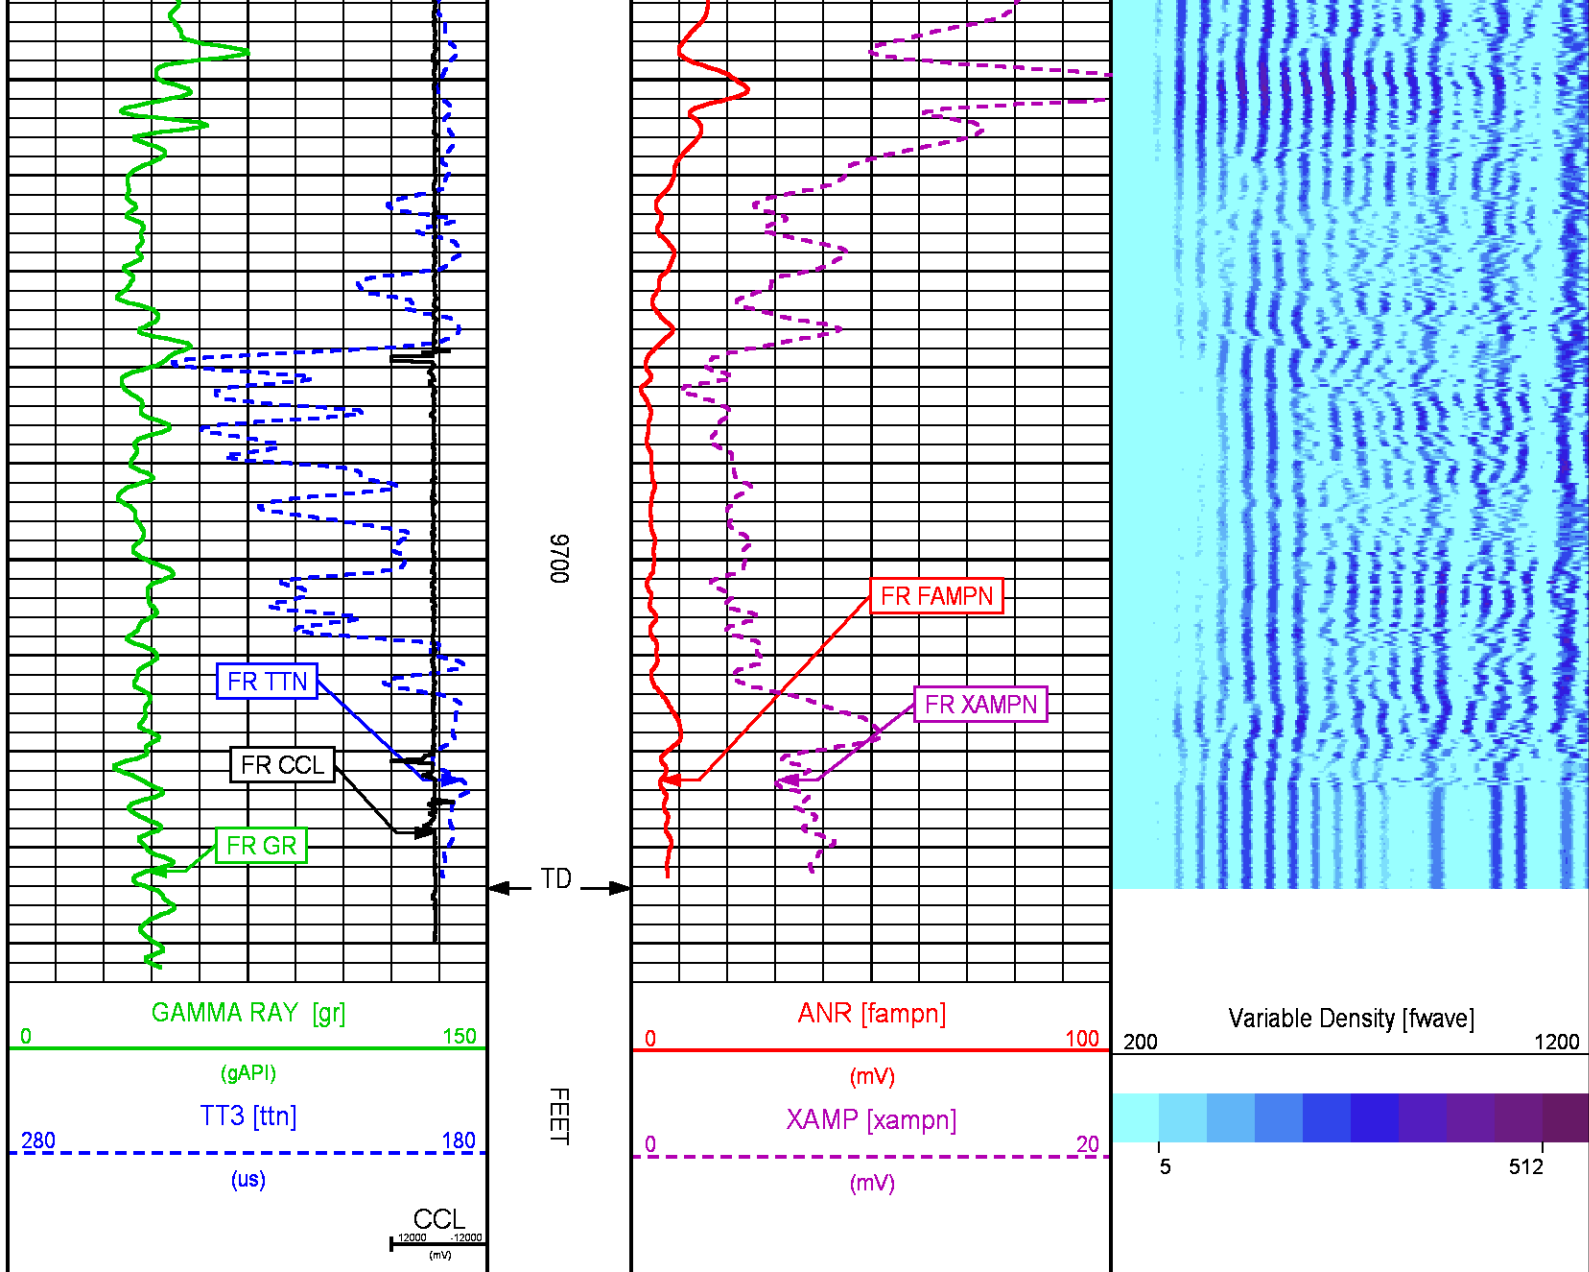 9700
FR FAMPN
FR TTN
FR XAMPN
FR CCL
FR GR
TD
GAMMA RAY [gr]
0 150
(gAPI)
TT3 [ttn]
280 180
(us)
CCL
12000 -12000
(mV)
FEET
ANR [fampn]
0 100
(mV)
XAMP [xampn]
0 20
(mV)
Variable Density [fwave]
200 1200
5 512